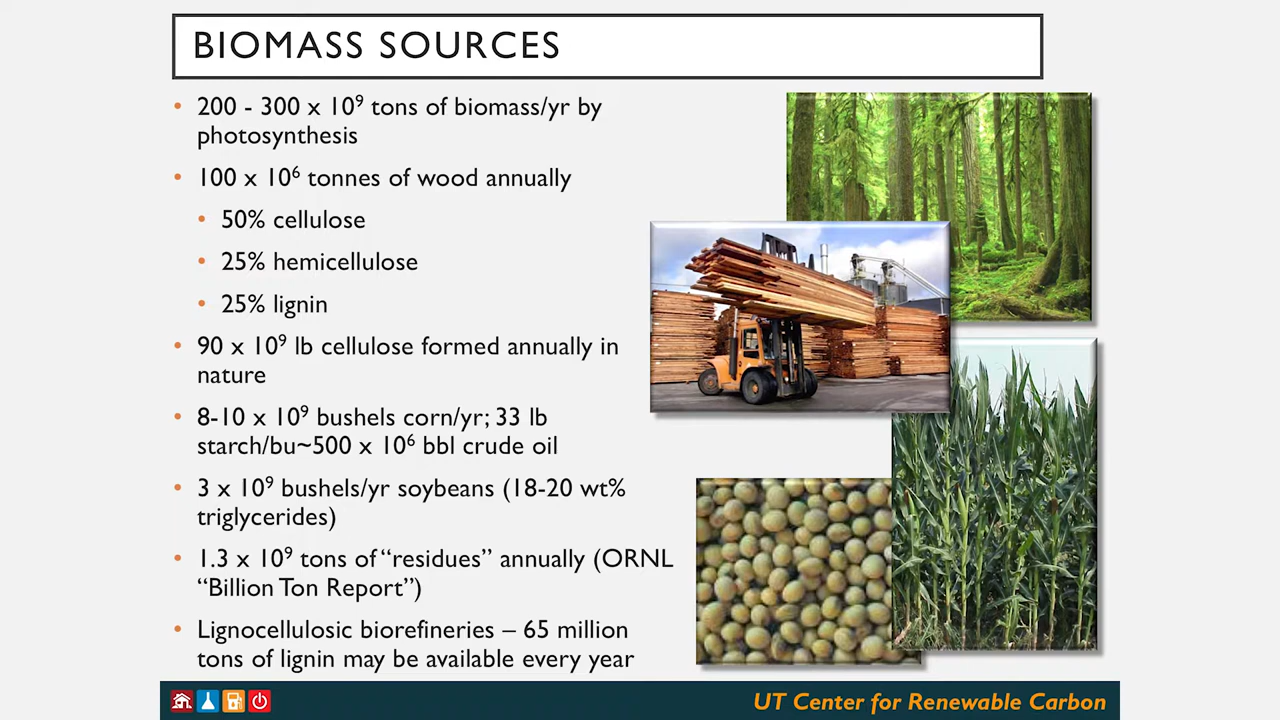 BIOMASS SOURCES
• 200 - 300 x 10⁹ tons of biomass/yr by
photosynthesis
• 100 x 10⁶ tonnes of wood annually
• 50% cellulose
• 25% hemicellulose
• 25% lignin
• 90 x 10⁹ lb cellulose formed annually in
nature
• 8-10 x 10⁹ bushels corn/yr; 33 lb
starch/bu~500 x 10⁶ bbl crude oil
• 3 x 10⁹ bushels/yr soybeans (18-20 wt%
triglycerides)
• 1.3 x 10⁹ tons of “residues” annually (ORNL
“Billion Ton Report”)
• Lignocellulosic biorefineries – 65 million
tons of lignin may be available every year
UT Center for Renewable Carbon